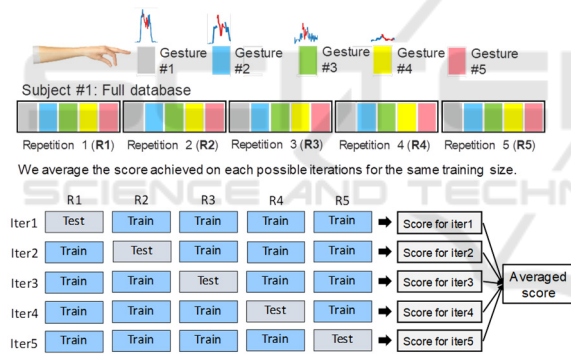 Gesture #1 Gesture #2 Gesture #3 Gesture #4 Gesture #5
Subject #1: Full database
Repetition 1 (R1) Repetition 2 (R2) Repetition 3 (R3) Repetition 4 (R4) Repetition 5 (R5)
We average the score achieved on each possible iterations for the same training size.
SCIENCE AND TECHN
R1 R2 R3 R4 R5
Iter1 Test Train Train Train Train Score for iter1
Iter2 Train Test Train Train Train Score for iter2
Iter3 Train Train Test Train Train Score for iter3
Averaged score
Iter4 Train Train Train Test Train Score for iter4
Iter5 Train Train Train Train Test Score for iter5